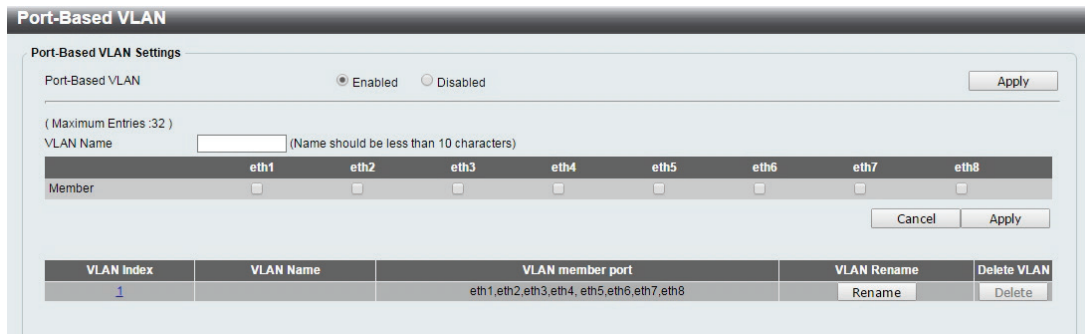 Port-Based VLAN
Port-Based VLAN Settings
Port-Based VLAN Enabled Disabled Apply
( Maximum Entries :32 )
VLAN Name (Name should be less than 10 characters)
eth1 eth2 eth3 eth4 eth5 eth6 eth7 eth8
Member
Cancel Apply
VLAN Index VLAN Name VLAN member port VLAN Rename Delete VLAN
1 eth1,eth2,eth3,eth4, eth5,eth6,eth7,eth8 Rename Delete